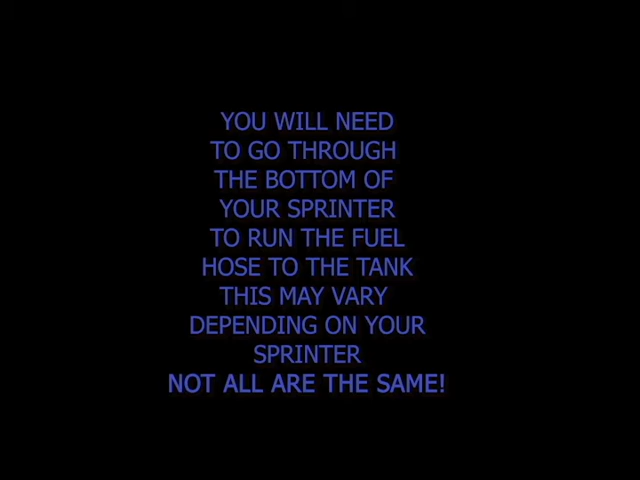 YOU WILL NEED
TO GO THROUGH
THE BOTTOM OF
YOUR SPRINTER
TO RUN THE FUEL
HOSE TO THE TANK
THIS MAY VARY
DEPENDING ON YOUR
SPRINTER
NOT ALL ARE THE SAME!